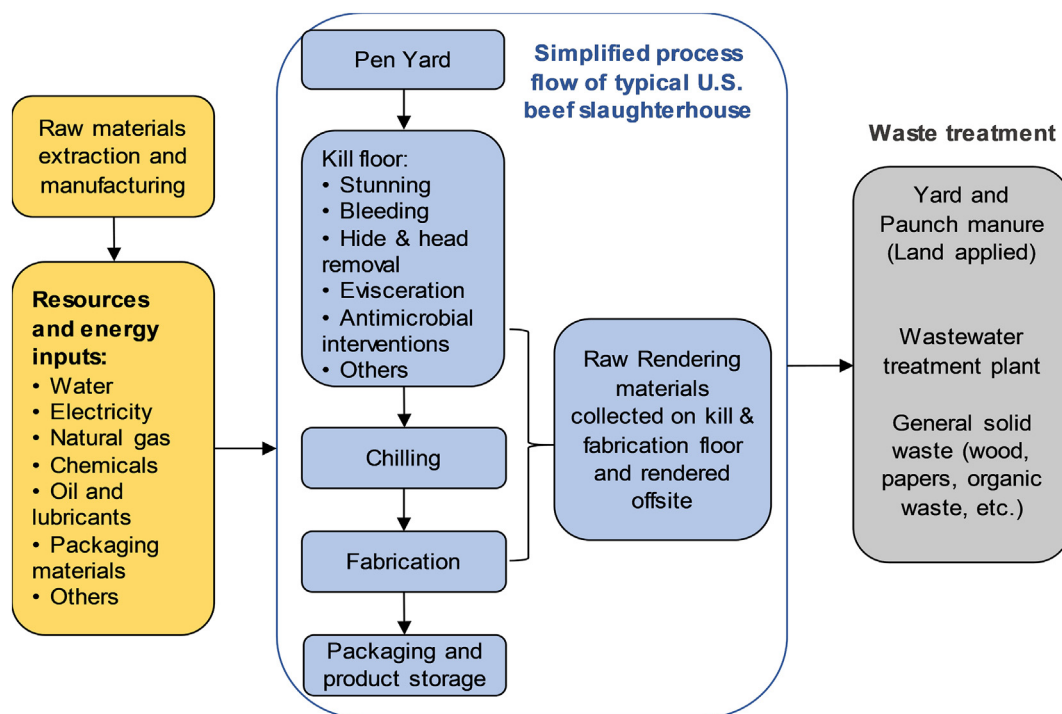 Raw materials
extraction and
manufacturing
Resources
and energy
inputs:
• Water
• Electricity
• Natural gas
• Chemicals
• Oil and
lubricants
• Packaging
materials
• Others
Simplified process
flow of typical U.S.
beef slaughterhouse
Pen Yard
Kill floor:
• Stunning
• Bleeding
• Hide & head
removal
• Evisceration
• Antimicrobial
interventions
• Others
Chilling
Fabrication
Packaging and
product storage
Raw Rendering
materials
collected on kill &
fabrication floor
and rendered
offsite
Waste treatment
Yard and
Paunch manure
(Land applied)
Wastewater
treatment plant
General solid
waste (wood,
papers, organic
waste, etc.)